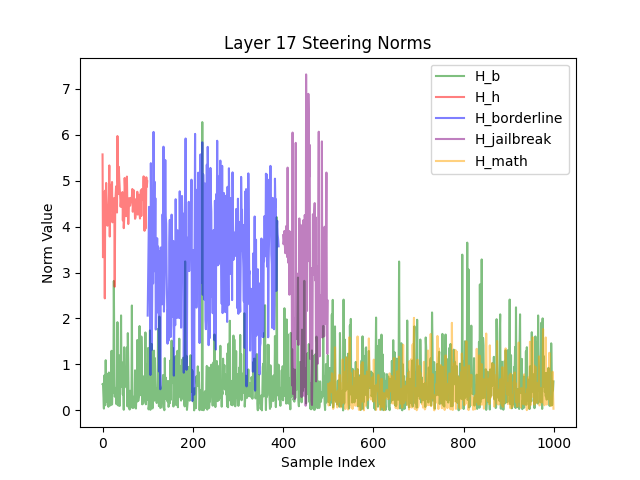 Layer 17 Steering Norms
H_b
H_h
H_borderline
H_jailbreak
H_math
Norm Value
7
6
5
4
3
2
1
0
0 200 400 600 800 1000
Sample Index